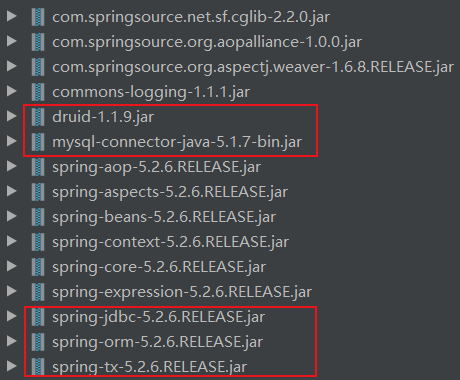 com.springsource.net.sf.cglib-2.2.0.jar
com.springsource.org.aopalliance-1.0.0.jar
com.springsource.org.aspectj.weaver-1.6.8.RELEASE.jar
commons-logging-1.1.1.jar
druid-1.1.9.jar
mysql-connector-java-5.1.7-bin.jar
spring-aop-5.2.6.RELEASE.jar
spring-aspects-5.2.6.RELEASE.jar
spring-beans-5.2.6.RELEASE.jar
spring-context-5.2.6.RELEASE.jar
spring-core-5.2.6.RELEASE.jar
spring-expression-5.2.6.RELEASE.jar
spring-jdbc-5.2.6.RELEASE.jar
spring-orm-5.2.6.RELEASE.jar
spring-tx-5.2.6.RELEASE.jar